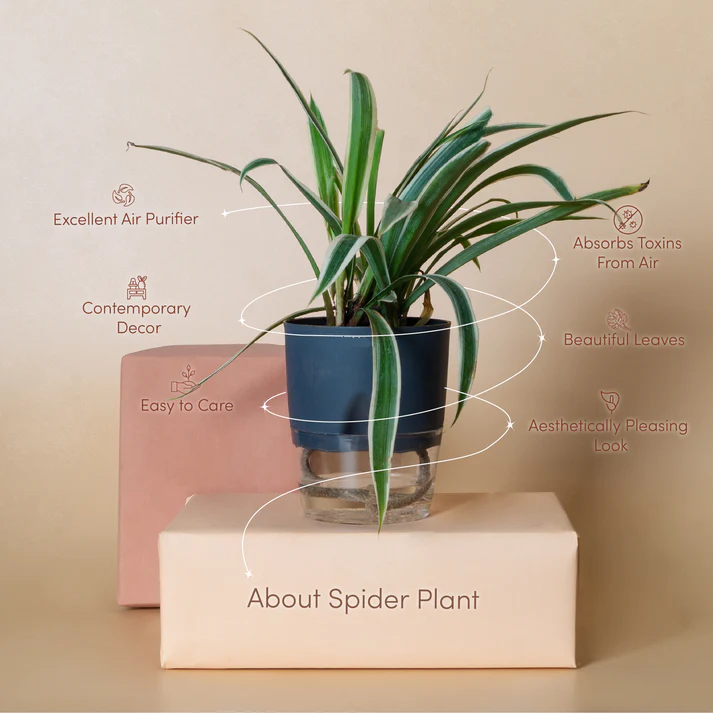 Excellent Air Purifier
Absorbs Toxins
From Air
Contemporary
Decor
Beautiful Leaves
Easy to Care
Aesthetically Pleasing
Look
About Spider Plant